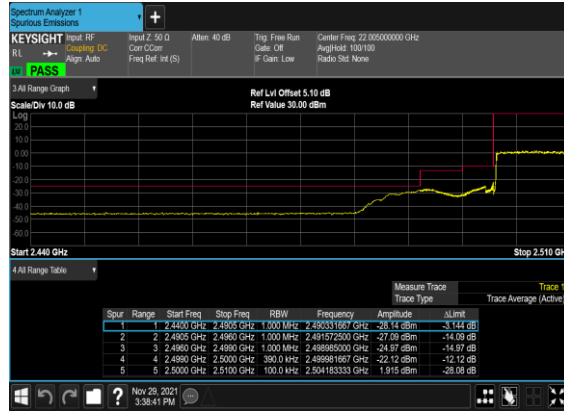 Spectrum Analyzer 1
Spurious Emissions
KEYSIGHT Input: RF Input Z: 50 Ω Atten: 40 dB Trig: Free Run Center Freq: 22.005000000 GHz
RL Coupling: DC Corr CCorr Gate: Off Avg|Hold: 100/100
Align: Auto Freq Ref: Int (S) IF Gain: Low Radio Std: None
PASS
3 All Range Graph
Ref Lvl Offset 5.10 dB
Scale/Div 10.0 dB Ref Value 30.00 dBm
Log
20.0
10.0
0.00
-10.0
-20.0
-30.0
-40.0
-50.0
-60.0
Start 2.440 GHz Stop 2.510 GH
4 All Range Table
Measure Trace Trace 1
Trace Type Trace Average (Active)
Spur Range Start Freq Stop Freq RBW Frequency Amplitude ΔLimit
1 1 2.4400 GHz 2.4905 GHz 1.000 MHz 2.490331667 GHz -28.14 dBm -3.144 dB
2 2 2.4905 GHz 2.4960 GHz 1.000 MHz 2.491572500 GHz -27.09 dBm -14.09 dB
3 3 2.4960 GHz 2.4990 GHz 1.000 MHz 2.498985000 GHz -24.97 dBm -14.97 dB
4 4 2.4990 GHz 2.5000 GHz 390.0 kHz 2.499981667 GHz -22.12 dBm -12.12 dB
5 5 2.5000 GHz 2.5100 GHz 100.0 kHz 2.504183333 GHz 1.915 dBm -28.08 dB
? Nov 29, 2021
3:38:41 PM